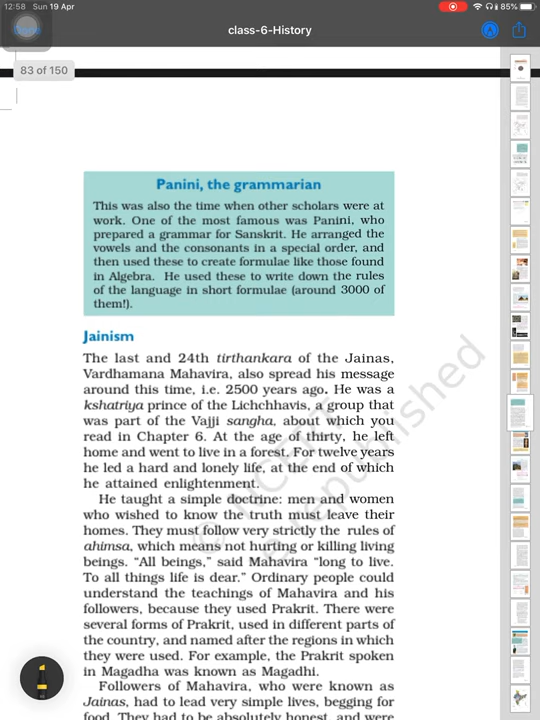 12:58 Sun 19 Apr
85%
class-6-History
83 of 150
Panini, the grammarian
This was also the time when other scholars were at
work. One of the most famous was Panini, who
prepared a grammar for Sanskrit. He arranged the
vowels and the consonants in a special order, and
then used these to create formulae like those found
in Algebra. He used these to write down the rules
of the language in short formulae (around 3000 of
them!).
Jainism
The last and 24th tirthankara of the Jainas,
Vardhamana Mahavira, also spread his message
around this time, i.e. 2500 years ago. He was a
kshatriya prince of the Lichchhavis, a group that
was part of the Vajji sangha, about which you
read in Chapter 6. At the age of thirty, he left
home and went to live in a forest. For twelve years
he led a hard and lonely life, at the end of which
he attained enlightenment.
He taught a simple doctrine: men and women
who wished to know the truth must leave their
homes. They must follow very strictly the rules of
ahimsa, which means not hurting or killing living
beings. “All beings,” said Mahavira “long to live.
To all things life is dear.” Ordinary people could
understand the teachings of Mahavira and his
followers, because they used Prakrit. There were
several forms of Prakrit, used in different parts of
the country, and named after the regions in which
they were used. For example, the Prakrit spoken
in Magadha was known as Magadhi.
Followers of Mahavira, who were known as
Jainas, had to lead very simple lives, begging for
food. They had to be absolutely honest, and were
republished